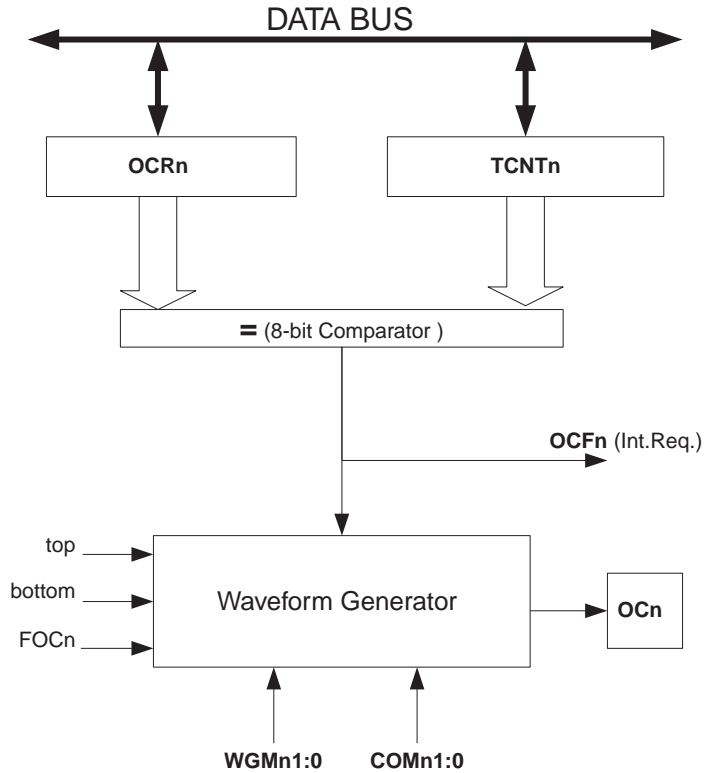 DATA BUS
OCRn
TCNTn
= (8-bit Comparator )
OCFn (Int.Req.)
top
bottom
FOCn
Waveform Generator
OCn
WGMn1:0
COMn1:0